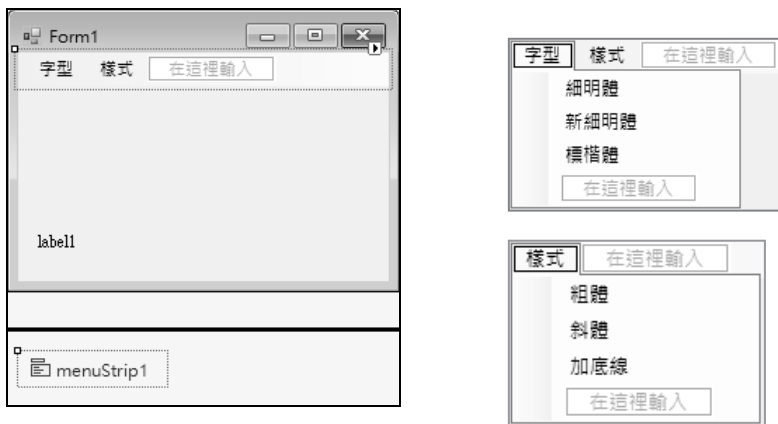 Form1
字型 樣式 在這裡輸入
label1
menuStrip1
字型 樣式 在這裡輸入
細明體
新細明體
標楷體
在這裡輸入
樣式 在這裡輸入
粗體
斜體
加底線
在這裡輸入